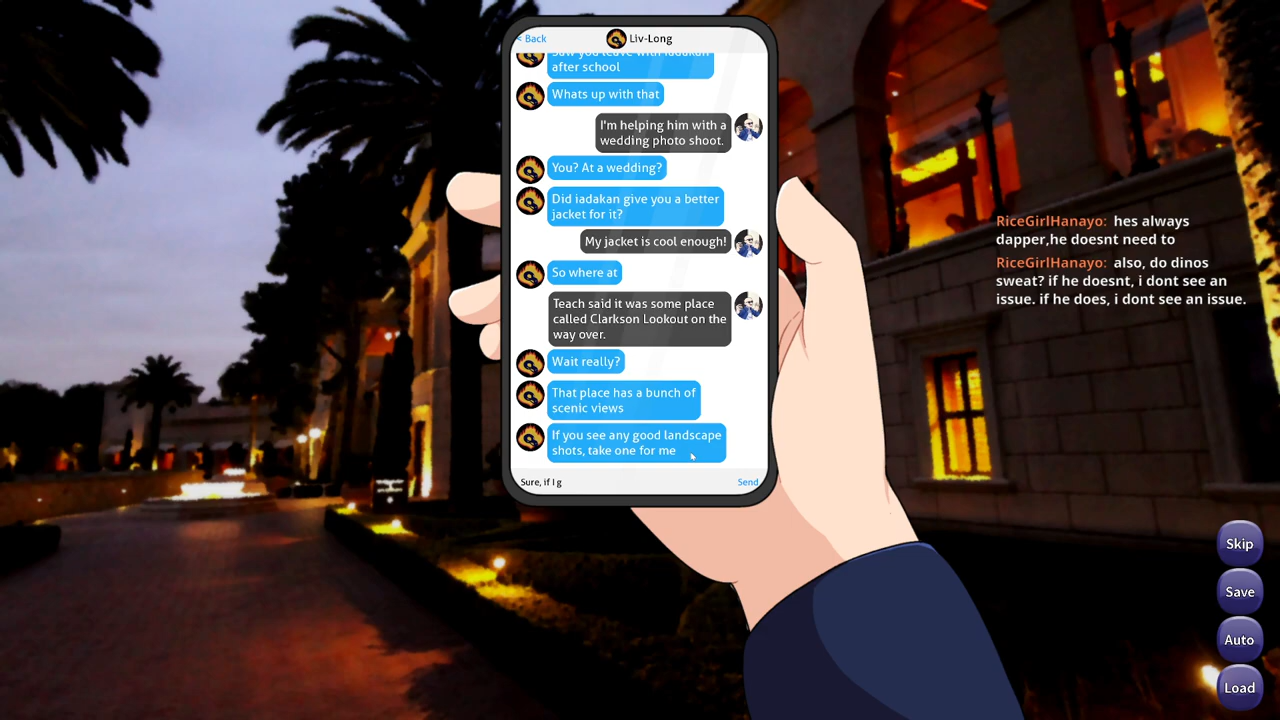 < Back
Liv-Long
after school
Whats up with that
I'm helping him with a
wedding photo shoot.
You? At a wedding?
Did iadakan give you a better
jacket for it?
My jacket is cool enough!
So where at
Teach said it was some place
called Clarkson Lookout on the
way over.
Wait really?
That place has a bunch of
scenic views
If you see any good landscape
shots, take one for me
Sure, if I g
Send
RiceGirlHanayo: hes always
dapper,he doesnt need to
RiceGirlHanayo: also, do dinos
sweat? if he doesnt, i dont see an
issue. if he does, i dont see an issue.
Skip
Save
Auto
Load